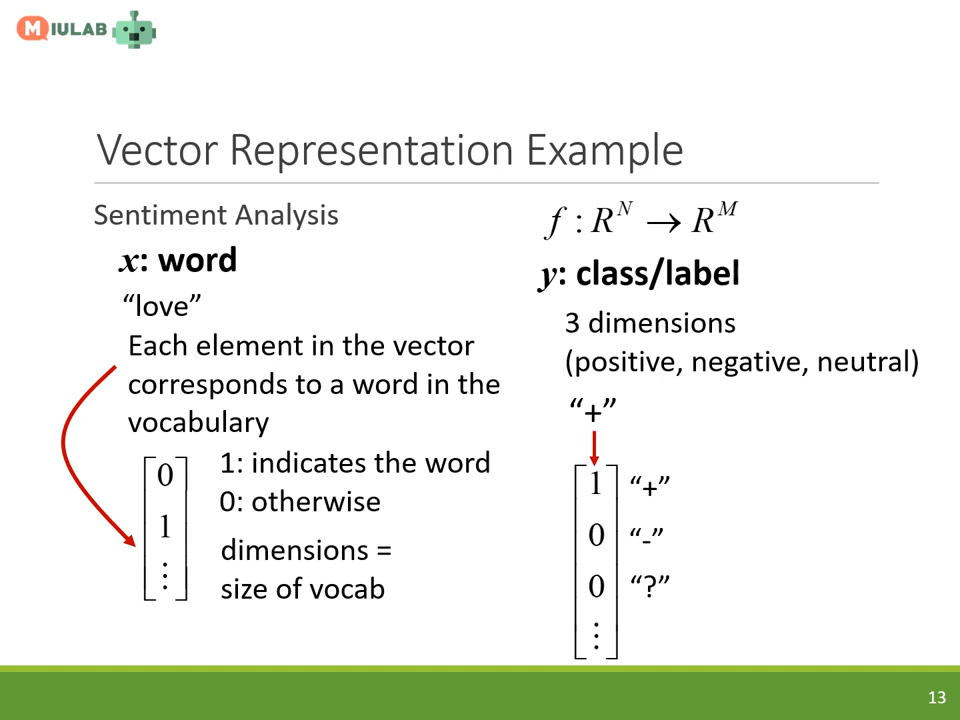 MIULAB
Vector Representation Example
Sentiment Analysis
x: word
“love”
Each element in the vector
corresponds to a word in the
vocabulary
0
1
⋮
1: indicates the word
0: otherwise
dimensions =
size of vocab
f : R^N → R^M
y: class/label
3 dimensions
(positive, negative, neutral)
“+”
1 “+”
0 “-”
0 “?”
⋮
13